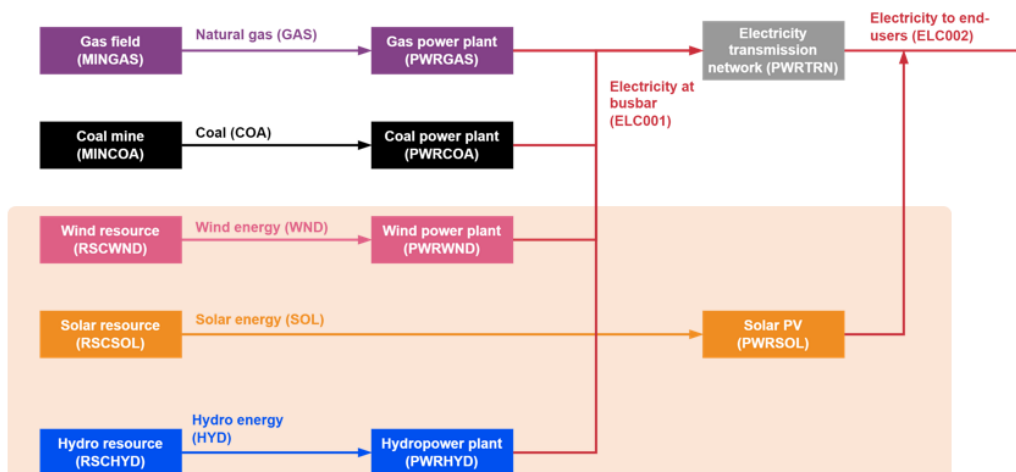 Gas field
(MINGAS)
Natural gas (GAS)
Gas power plant
(PWRGAS)
Electricity
transmission
network (PWRTRN)
Electricity to end-
users (ELC002)
Electricity at
busbar
(ELC001)
Coal mine
(MINCOA)
Coal (COA)
Coal power plant
(PWRCOA)
Wind resource
(RSCWND)
Wind energy (WND)
Wind power plant
(PWRWND)
Solar resource
(RSCSOL)
Solar energy (SOL)
Solar PV
(PWRSOL)
Hydro resource
(RSCHYD)
Hydro energy
(HYD)
Hydropower plant
(PWRHYD)